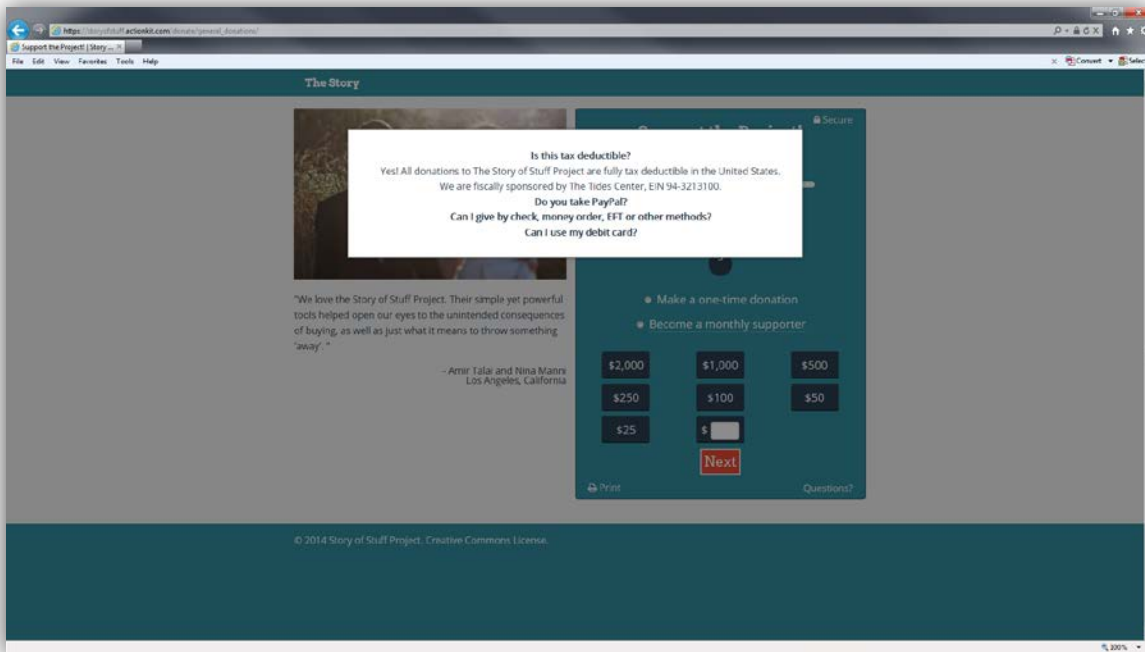 https://storyofstuff.actionkit.com/donate/general_donations/
Support the Project! | Story ...
File Edit View Favorites Tools Help
Convert
Select
The Story
Secure
Is this tax deductible?
Yes! All donations to The Story of Stuff Project are fully tax deductible in the United States.
We are fiscally sponsored by The Tides Center, EIN 94-3213100.
Do you take PayPal?
Can I give by check, money order, EFT or other methods?
Can I use my debit card?
"We love the Story of Stuff Project. Their simple yet powerful
tools helped open our eyes to the unintended consequences
of buying, as well as just what it means to throw something
'away'. "
- Amir Talai and Nina Manni
Los Angeles, California
Make a one-time donation
Become a monthly supporter
$2,000 $1,000 $500
$250 $100 $50
$25 $
Next
Print Questions?
© 2014 Story of Stuff Project. Creative Commons License.
100%